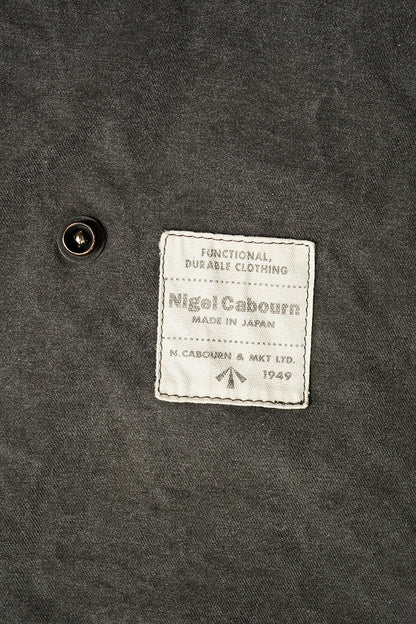 FUNCTIONAL,
DURABLE CLOTHING
Nigel Cabourn
MADE IN JAPAN
N.CABOURN & MKT LTD.
1949